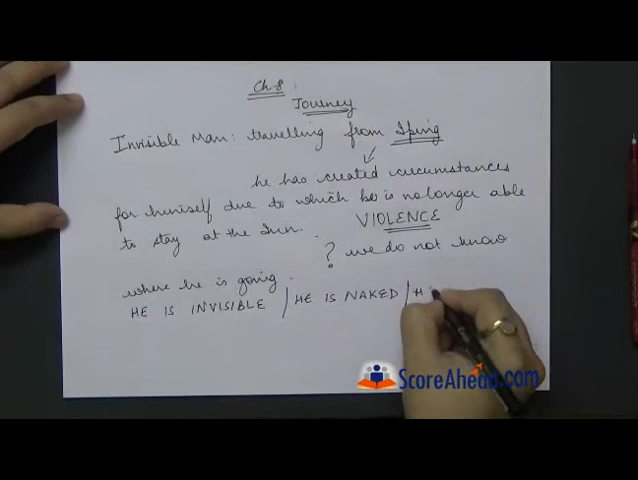 Ch-8
Journey
Invisible Man: travelling from Iping
he has created circumstances
for himself due to which he is no longer able
to stay at the Inn. VIOLENCE
? we do not know
where he is going.
HE IS INVISIBLE / HE IS NAKED / H
ScoreAhead.com